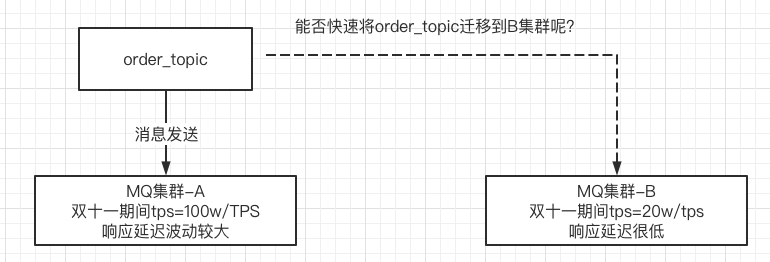 能否快速将order_topic迁移到B集群呢?
order_topic
消息发送
MQ集群-A
双十一期间tps=100w/TPS
响应延迟波动较大
MQ集群-B
双十一期间tps=20w/tps
响应延迟很低